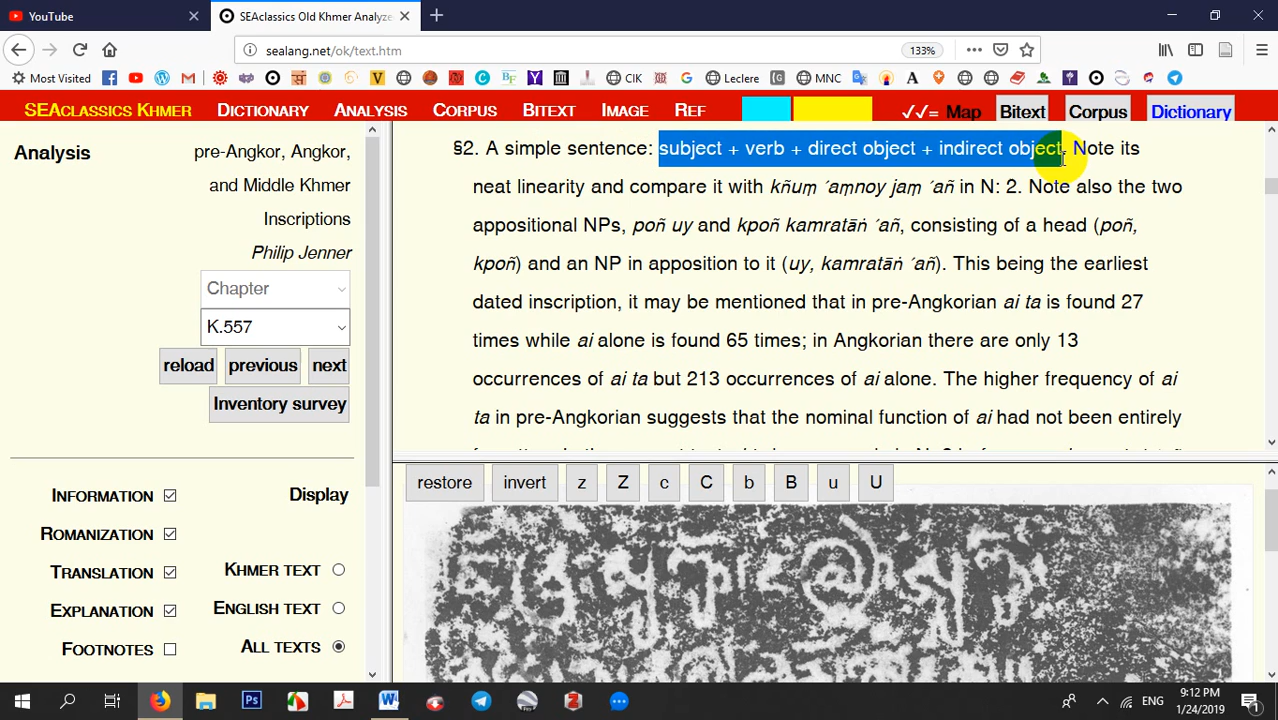 YouTube
SEAclassics Old Khmer Analyze
sealang.net/ok/text.htm
133%
Most Visited
CIK
Leclere
MNC
SEACLASSICS KHMER DICTIONARY ANALYSIS CORPUS BITEXT IMAGE REF
✓✓= Map Bitext Corpus Dictionary
Analysis
pre-Angkor, Angkor,
and Middle Khmer
Inscriptions
Philip Jenner
Chapter
K.557
reload previous next
Inventory survey
INFORMATION
Display
ROMANIZATION
TRANSLATION
KHMER TEXT
EXPLANATION
ENGLISH TEXT
FOOTNOTES
ALL TEXTS
§2. A simple sentence: subject + verb + direct object + indirect object. Note its
neat linearity and compare it with kñuṃ ´aṃnoy jaṃ ´añ in N: 2. Note also the two
appositional NPs, poñ uy and kpoñ kamratāṅ ´añ, consisting of a head (poñ,
kpoñ) and an NP in apposition to it (uy, kamratāṅ ´añ). This being the earliest
dated inscription, it may be mentioned that in pre-Angkorian ai ta is found 27
times while ai alone is found 65 times; in Angkorian there are only 13
occurrences of ai ta but 213 occurrences of ai alone. The higher frequency of ai
ta in pre-Angkorian suggests that the nominal function of ai had not been entirely
restore invert z Z c C b B u U
ENG
9:12 PM
1/24/2019